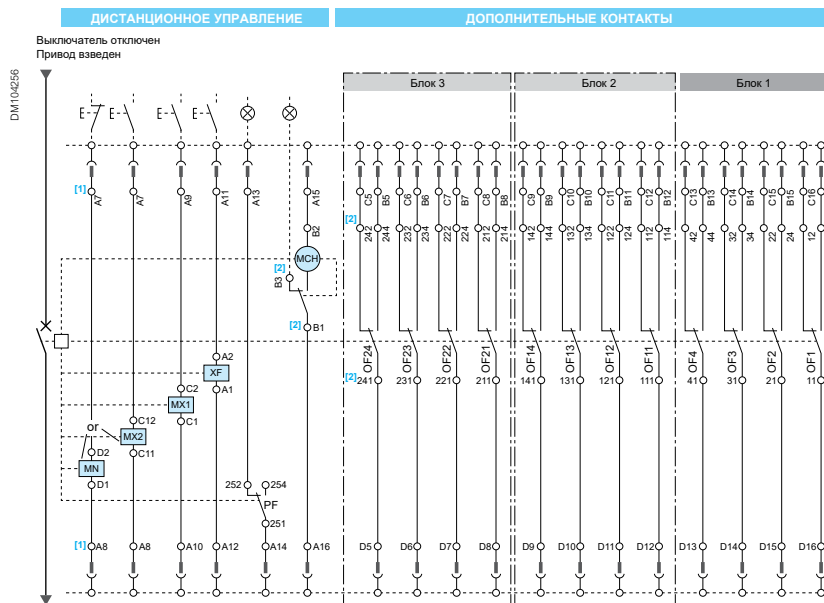 ДИСТАНЦИОННОЕ УПРАВЛЕНИЕ ДОПОЛНИТЕЛЬНЫЕ КОНТАКТЫ
Выключатель отключен
Привод взведен
DM104256
Блок 3 Блок 2 Блок 1
E E E E
[1] A7 A7 A9 A11 A13 A15 C5 B5 C6 B6 C7 B7 C8 B8 C9 B9 C10 B10 C11 B11 C12 B12 C13 B13 C14 B14 C15 B15 C16
[2]
B2 242 244 232 234 222 224 212 214 142 144 132 134 122 124 112 114 42 44 32 34 22 24 12
MCH
[2]
B3
[2] B1
OF24 OF23 OF22 OF21 OF14 OF13 OF12 OF11 OF4 OF3 OF2 OF1
A2
XF
[2] 241 231 221 211 141 131 121 111 41 31 21 11
A1
C2
MX1
C1
C12
or
MX2
C11
D2
MN
D1
252 254
PF
251
[1] A8 A8 A10 A12 A14 A16 D5 D6 D7 D8 D9 D10 D11 D12 D13 D14 D15 D16